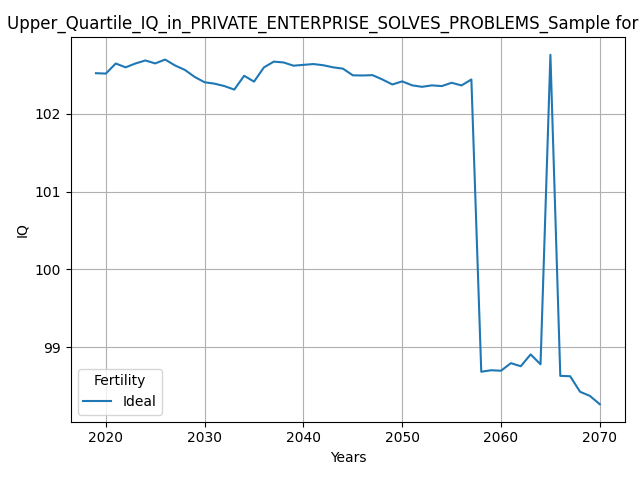 Upper_Quartile_IQ_in_PRIVATE_ENTERPRISE_SOLVES_PROBLEMS_Sample for
102
101
100
99
IQ
Fertility
Ideal
2020 2030 2040 2050 2060 2070
Years